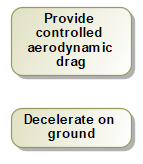 Provide
controlled
aerodynamic
drag
Decelerate on
ground